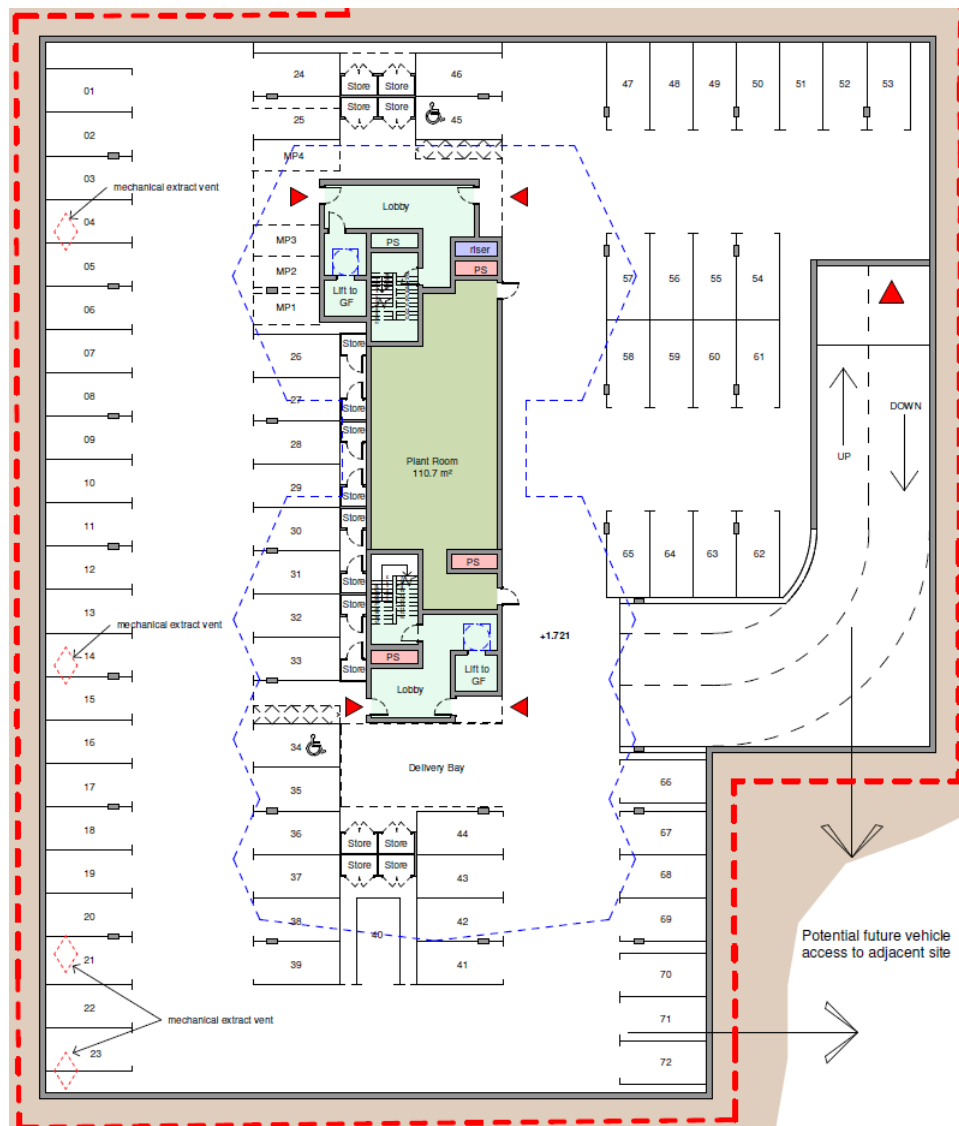 01
02
03
mechanical extract vent
04
05
06
07
08
09
10
11
12
13
mechanical extract vent
14
15
16
17
18
19
20
21
22
mechanical extract vent
23
24
Store
Store
46
25
Store
Store
45
MP4
Lobby
MP3
PS
riser
MP2
PS
MP1
Lift to
GF
26
Store
27
Store
28
Store
29
Store
30
Store
31
Store
32
Store
33
Store
Plant Room
110.7 m²
PS
PS
Lift to
GF
Lobby
+1.721
34
Delivery Bay
35
36
Store
Store
44
37
Store
Store
43
38
40
42
39
41
47
48
49
50
51
52
53
57
56
55
54
58
59
60
61
DOWN
UP
65
64
63
62
66
67
68
69
70
71
72
Potential future vehicle
access to adjacent site